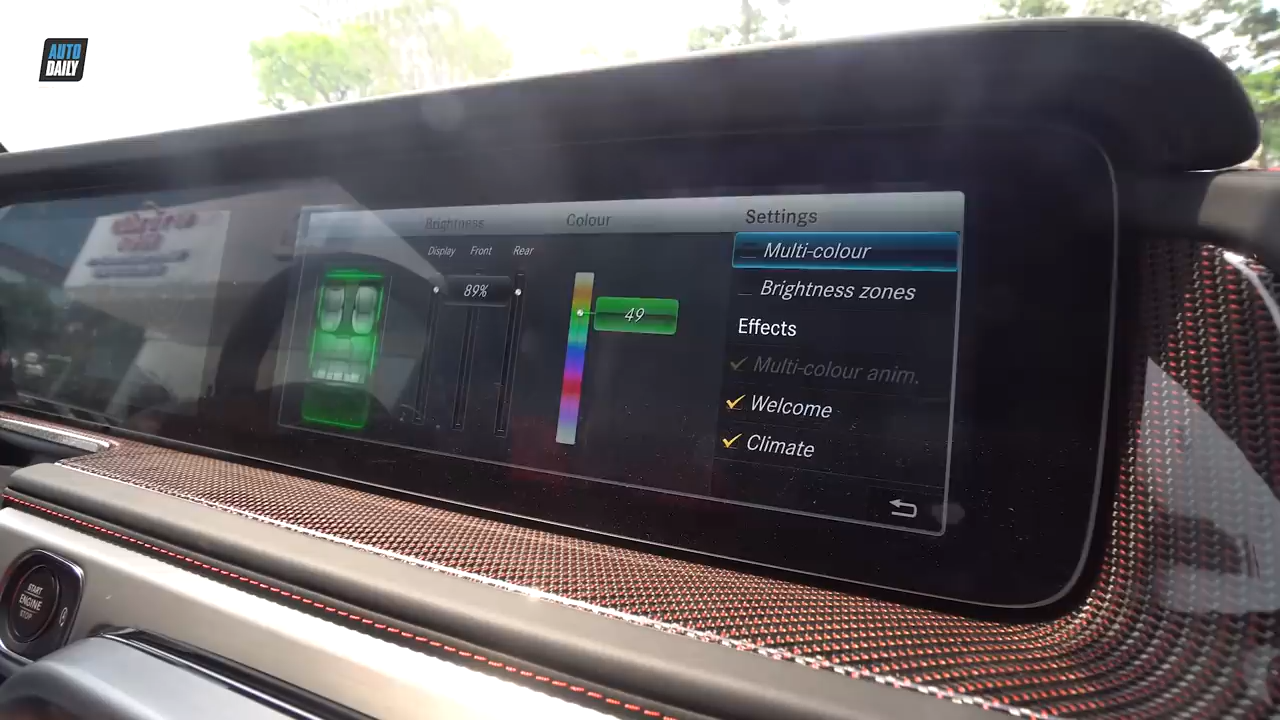 AUTO
DAILY
Brightness
Colour
Settings
Display
Front
Rear
89%
49
Multi-colour
Brightness zones
Effects
Multi-colour anim.
Welcome
Climate
START
ENGINE
STOP